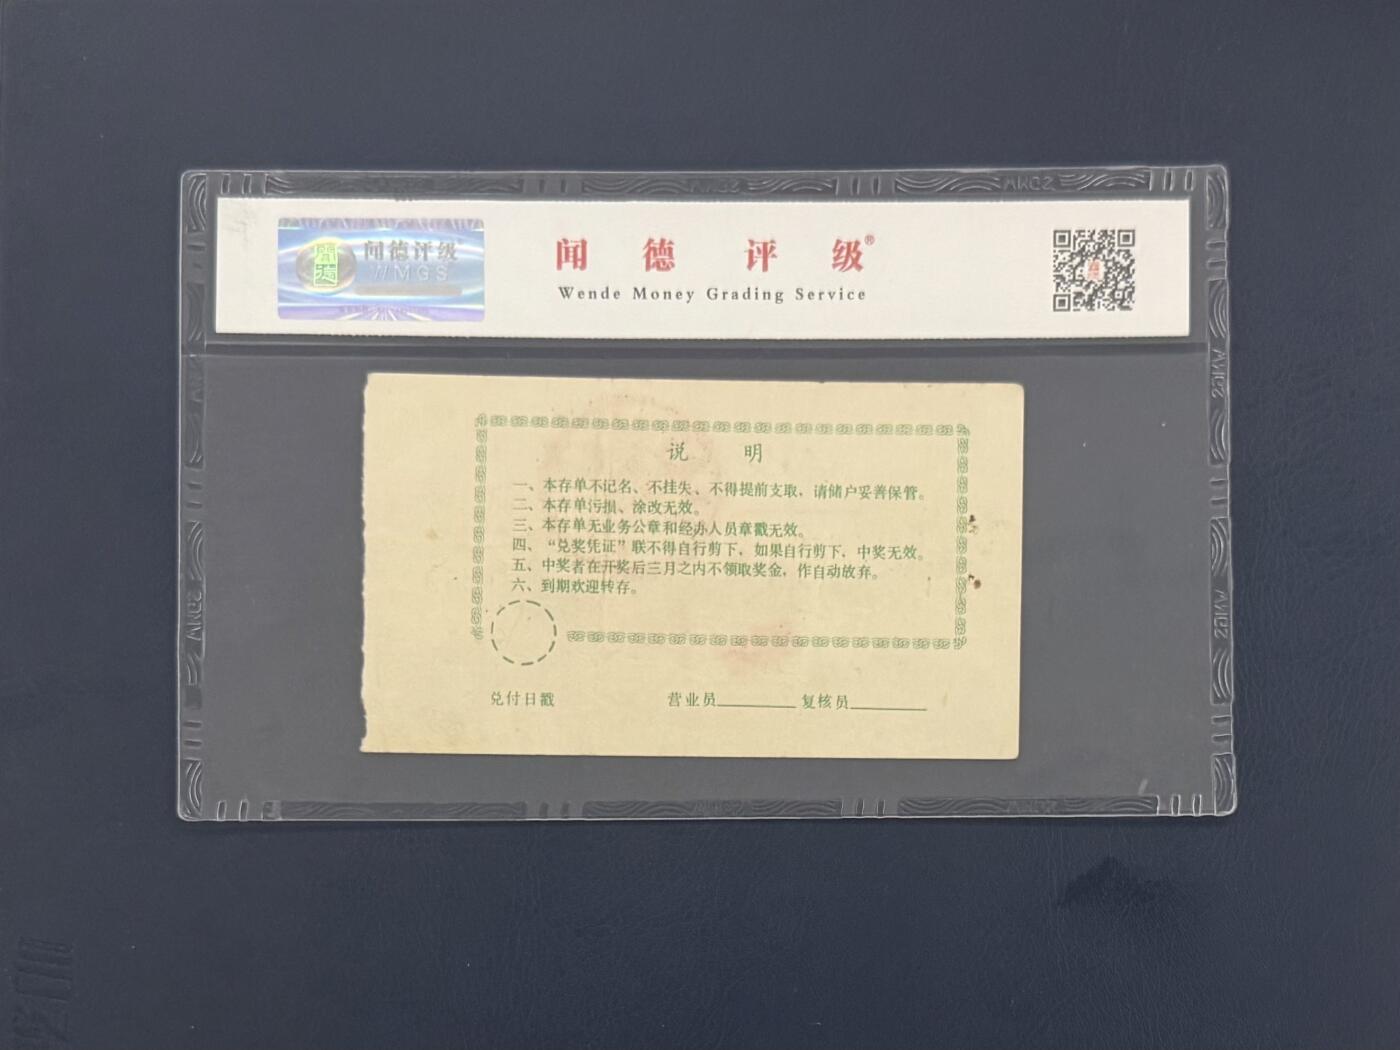 闻德评级
WMGS
闻德评级®
Wende Money Grading Service
说明
一、本存单不记名、不挂失、不得提前支取，请储户妥善保管。
二、本存单污损、涂改无效。
三、本存单无业务公章和经办人员章戳无效。
四、“兑奖凭证”联不得自行剪下，如果自行剪下，中奖无效。
五、中奖者在开奖后三月之内不领取奖金，作自动放弃。
六、到期欢迎转存。
兑付日戳 营业员 复核员